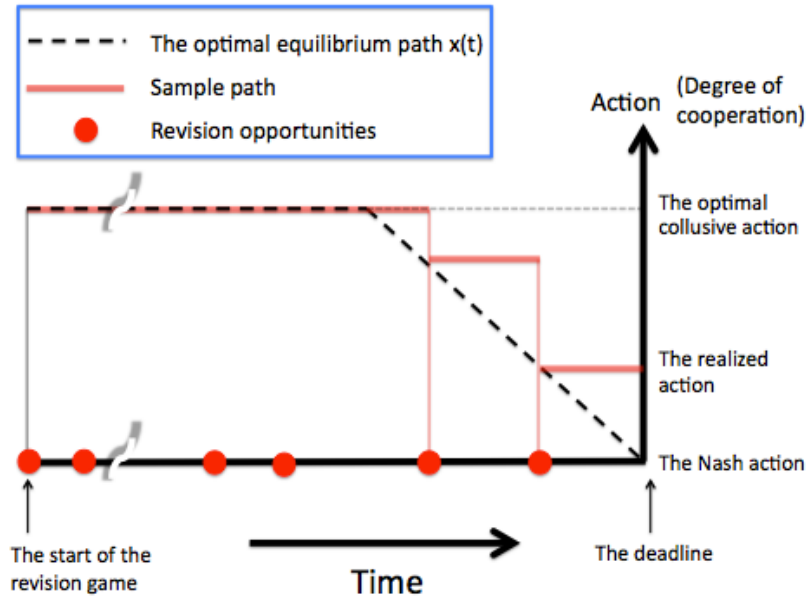 The optimal equilibrium path x(t)
Sample path
Revision opportunities
Action
(Degree of
cooperation)
The optimal
collusive action
The realized
action
The Nash action
The start of the
revision game
Time
The deadline